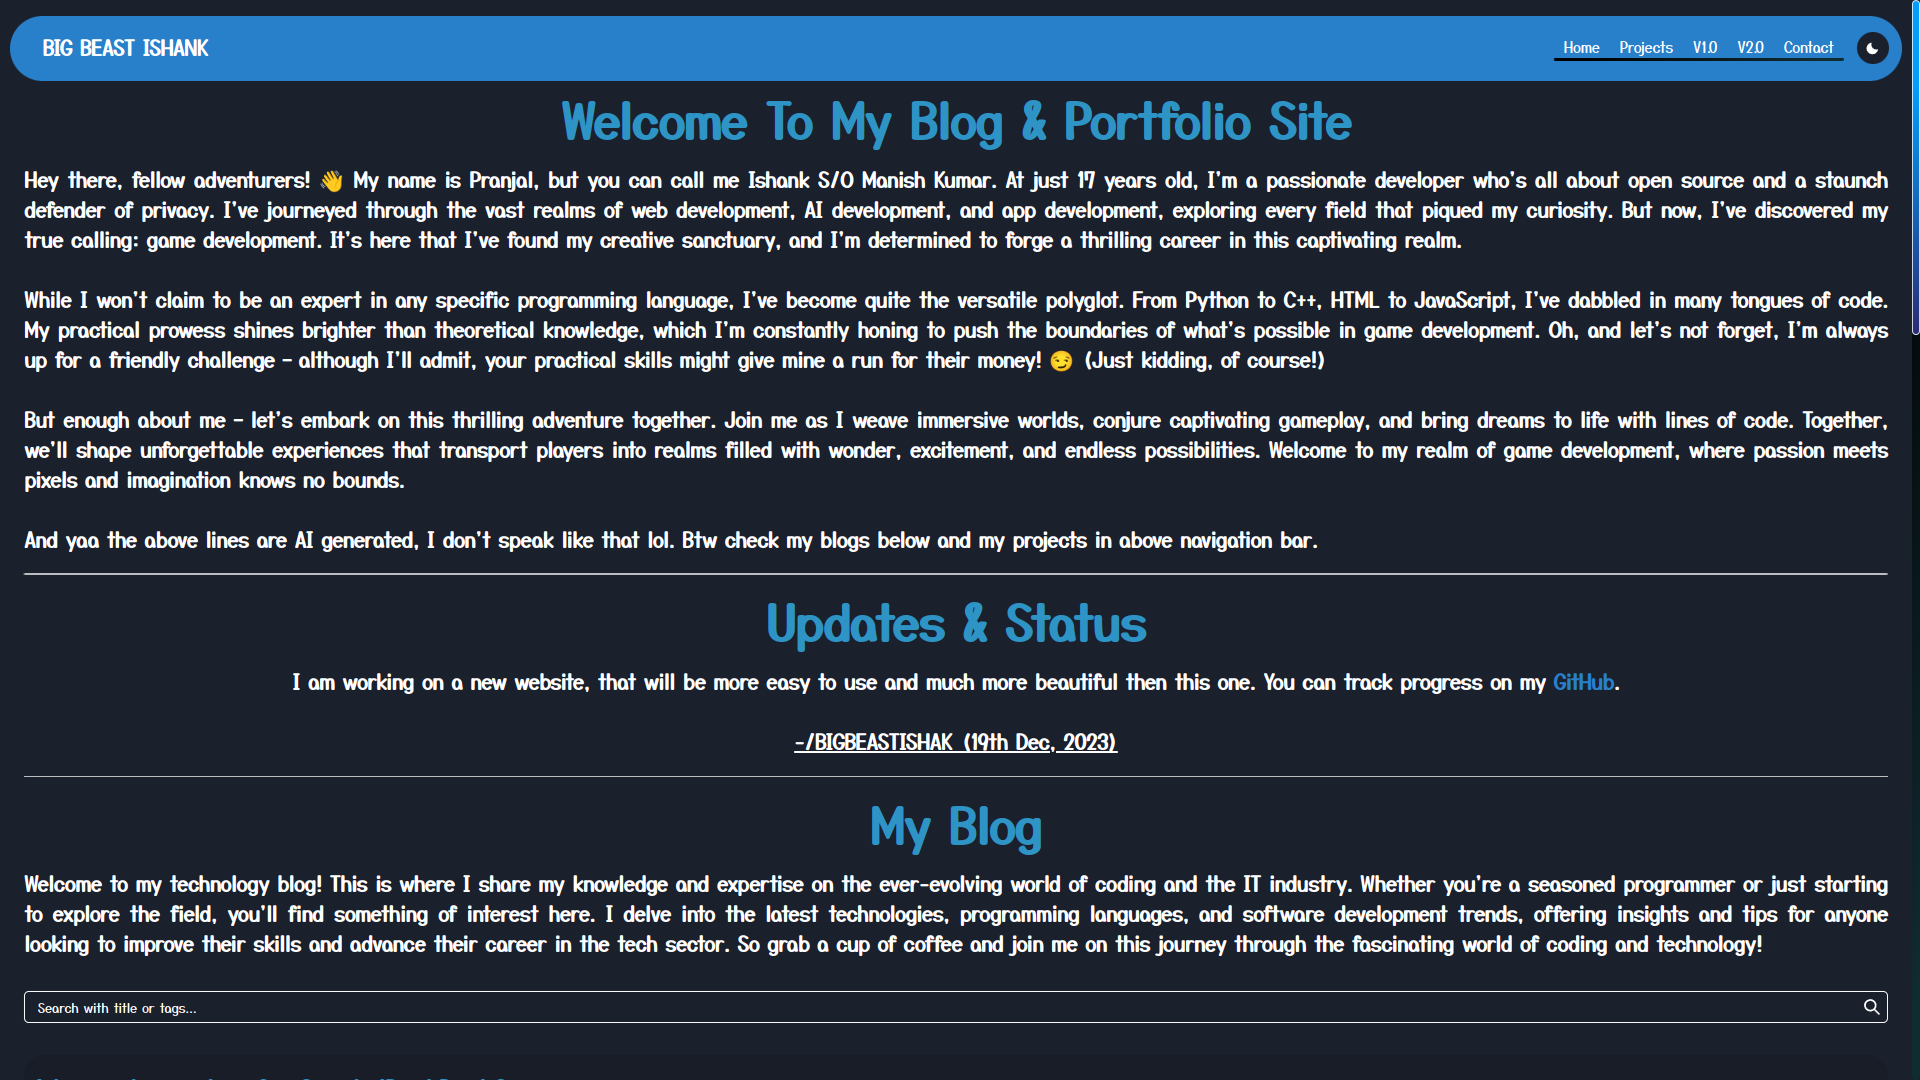 BIG BEAST ISHANK
Home Projects V1.0 V2.0 Contact
Welcome To My Blog & Portfolio Site
Hey there, fellow adventurers! 👋 My name is Pranjal, but you can call me Ishank S/O Manish Kumar. At just 17 years old, I'm a passionate developer who's all about open source and a staunch
defender of privacy. I've journeyed through the vast realms of web development, AI development, and app development, exploring every field that piqued my curiosity. But now, I've discovered my
true calling: game development. It's here that I've found my creative sanctuary, and I'm determined to forge a thrilling career in this captivating realm.
While I won't claim to be an expert in any specific programming language, I've become quite the versatile polyglot. From Python to C++, HTML to JavaScript, I've dabbled in many tongues of code.
My practical prowess shines brighter than theoretical knowledge, which I'm constantly honing to push the boundaries of what's possible in game development. Oh, and let's not forget, I'm always
up for a friendly challenge – although I'll admit, your practical skills might give mine a run for their money! 😏 (Just kidding, of course!)
But enough about me – let's embark on this thrilling adventure together. Join me as I weave immersive worlds, conjure captivating gameplay, and bring dreams to life with lines of code. Together,
we'll shape unforgettable experiences that transport players into realms filled with wonder, excitement, and endless possibilities. Welcome to my realm of game development, where passion meets
pixels and imagination knows no bounds.
And yaa the above lines are AI generated, I don't speak like that lol. Btw check my blogs below and my projects in above navigation bar.
Updates & Status
I am working on a new website, that will be more easy to use and much more beautiful then this one. You can track progress on my GitHub.
-/BIGBEASTISHAK (19th Dec, 2023)
My Blog
Welcome to my technology blog! This is where I share my knowledge and expertise on the ever-evolving world of coding and the IT industry. Whether you're a seasoned programmer or just starting
to explore the field, you'll find something of interest here. I delve into the latest technologies, programming languages, and software development trends, offering insights and tips for anyone
looking to improve their skills and advance their career in the tech sector. So grab a cup of coffee and join me on this journey through the fascinating world of coding and technology!
Search with title or tags...